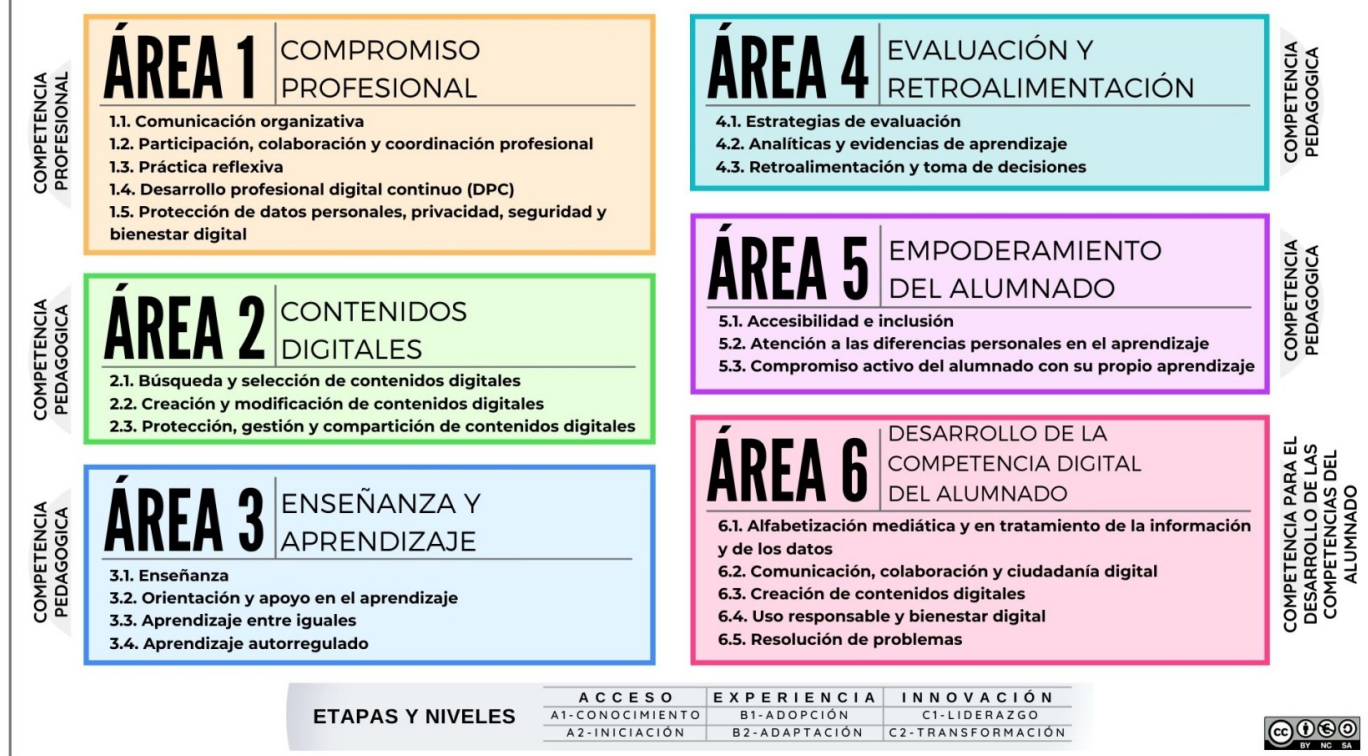 COMPETENCIA
PROFESIONAL
ÁREA 1
COMPROMISO
PROFESIONAL
1.1. Comunicación organizativa
1.2. Participación, colaboración y coordinación profesional
1.3. Práctica reflexiva
1.4. Desarrollo profesional digital continuo (DPC)
1.5. Protección de datos personales, privacidad, seguridad y
bienestar digital
COMPETENCIA
PEDAGOGICA
ÁREA 2
CONTENIDOS
DIGITALES
2.1. Búsqueda y selección de contenidos digitales
2.2. Creación y modificación de contenidos digitales
2.3. Protección, gestión y compartición de contenidos digitales
COMPETENCIA
PEDAGOGICA
ÁREA 3
ENSEÑANZA Y
APRENDIZAJE
3.1. Enseñanza
3.2. Orientación y apoyo en el aprendizaje
3.3. Aprendizaje entre iguales
3.4. Aprendizaje autorregulado
ÁREA 4
EVALUACIÓN Y
RETROALIMENTACIÓN
4.1. Estrategias de evaluación
4.2. Analíticas y evidencias de aprendizaje
4.3. Retroalimentación y toma de decisiones
COMPETENCIA
PEDAGOGICA
ÁREA 5
EMPODERAMIENTO
DEL ALUMNADO
5.1. Accesibilidad e inclusión
5.2. Atención a las diferencias personales en el aprendizaje
5.3. Compromiso activo del alumnado con su propio aprendizaje
COMPETENCIA
PEDAGOGICA
ÁREA 6
DESARROLLO DE LA
COMPETENCIA DIGITAL
DEL ALUMNADO
6.1. Alfabetización mediática y en tratamiento de la información
y de los datos
6.2. Comunicación, colaboración y ciudadanía digital
6.3. Creación de contenidos digitales
6.4. Uso responsable y bienestar digital
6.5. Resolución de problemas
COMPETENCIA PARA EL
DESARROLLO DE LAS
COMPETENCIAS DEL
ALUMNADO
ETAPAS Y NIVELES
ACCESO EXPERIENCIA INNOVACIÓN
A1-CONOCIMIENTO B1-ADOPCIÓN C1-LIDERAZGO
A2-INICIACIÓN B2-ADAPTACIÓN C2-TRANSFORMACIÓN
cc
BY NC SA